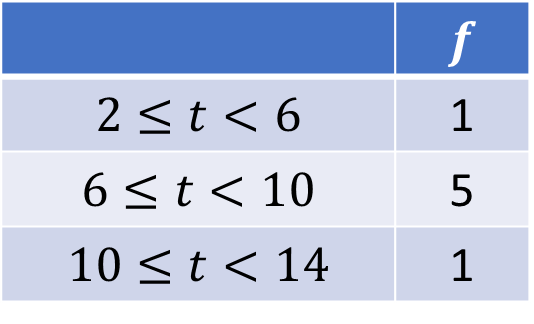 f
2 ≤ t < 6 1
6 ≤ t < 10 5
10 ≤ t < 14 1